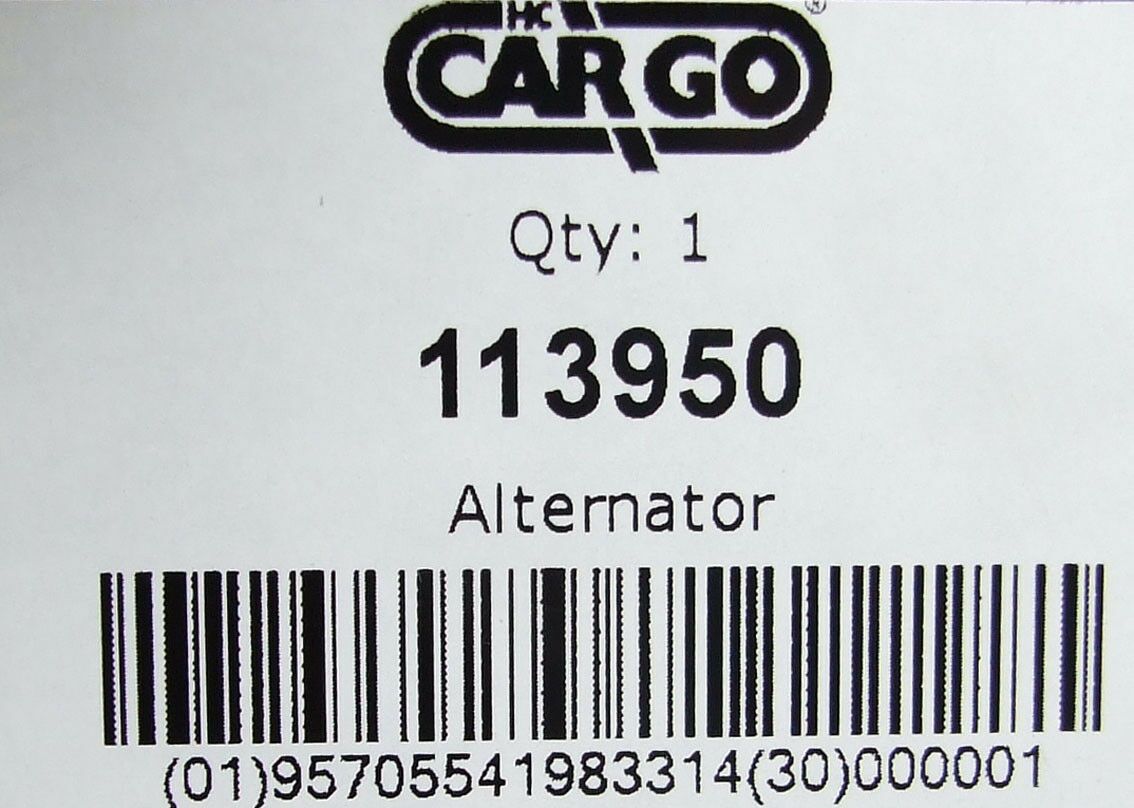 HC
CARGO®
Qty: 1
113950
Alternator
(01)95705541983314(30)000001